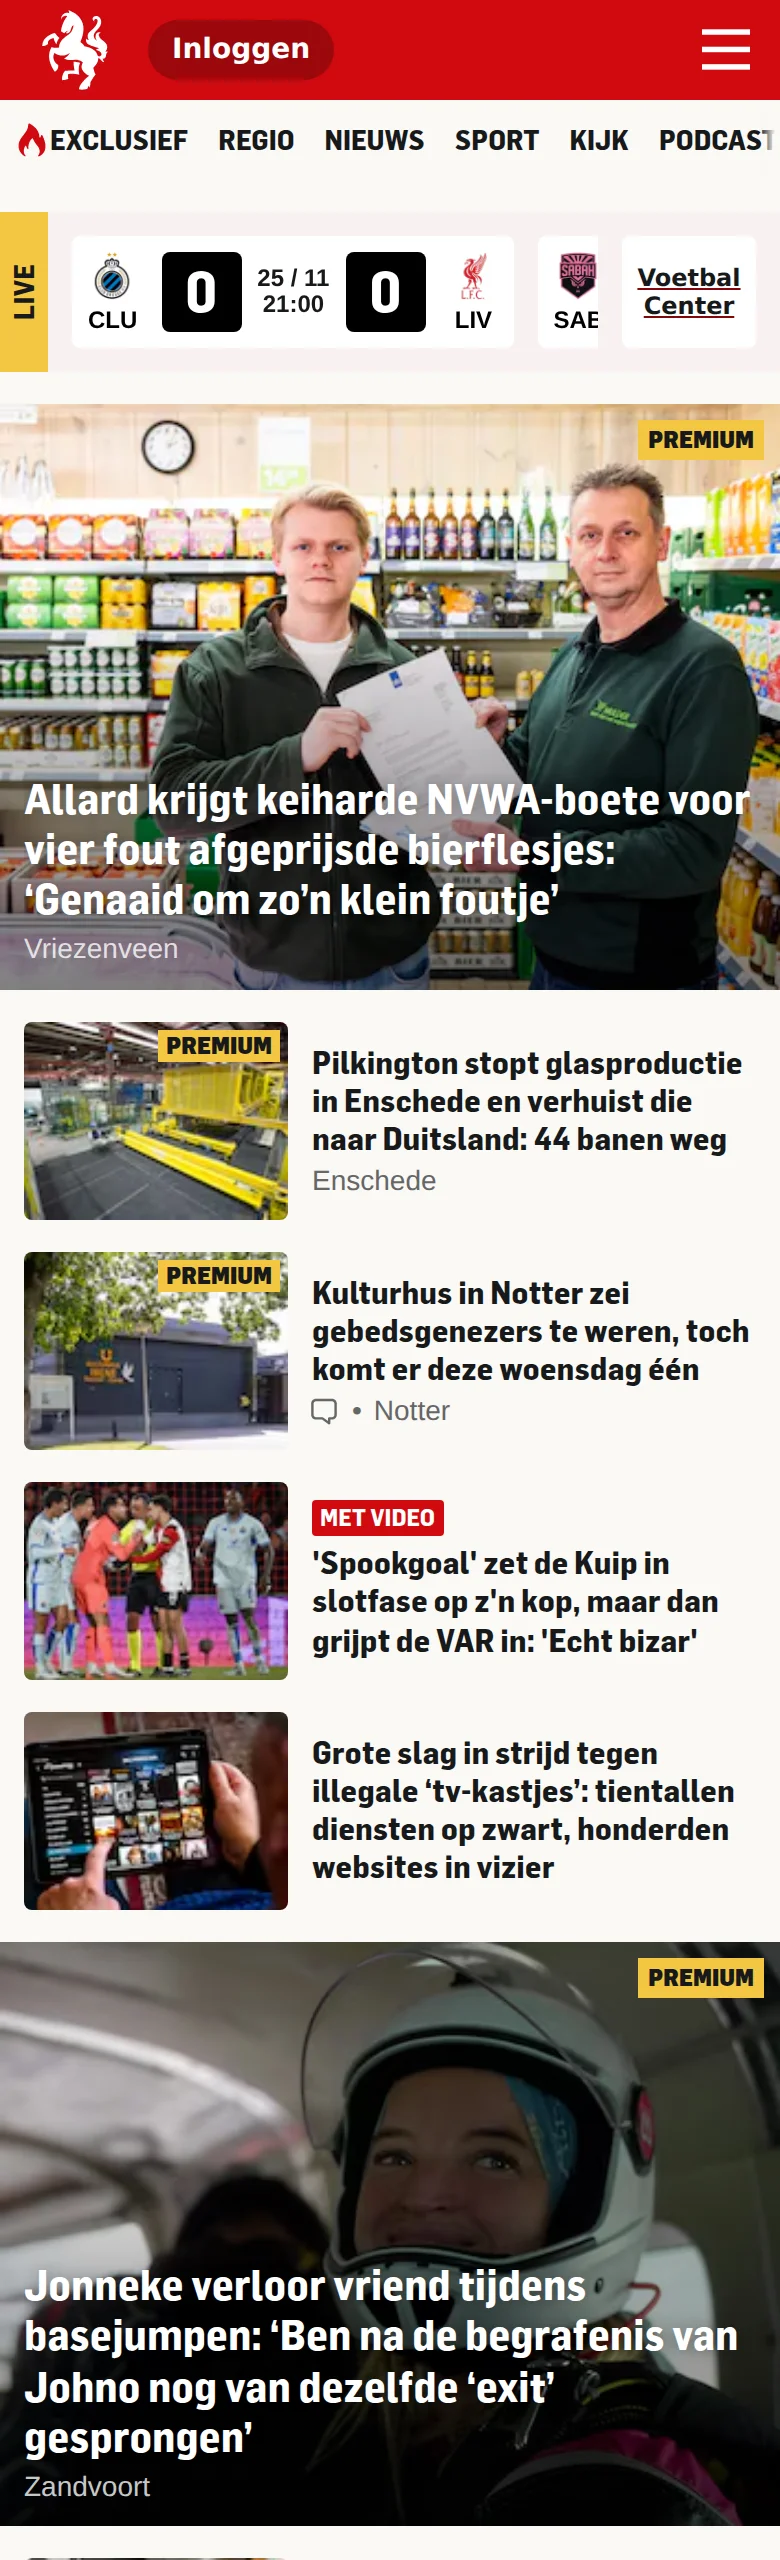 Inloggen
EXCLUSIEF REGIO NIEUWS SPORT KIJK PODCAST
LIVE
CLU
0
25 / 11
21:00
0
L.F.C.
LIV
SABAH
SAB
Voetbal
Center
PREMIUM
Allard krijgt keiharde NVWA-boete voor
vier fout afgeprijsde bierflesjes:
‘Genaaid om zo’n klein foutje’
Vriezenveen
PREMIUM
Pilkington stopt glasproductie
in Enschede en verhuist die
naar Duitsland: 44 banen weg
Enschede
PREMIUM
Kulturhus in Notter zei
gebedsgenezers te weren, toch
komt er deze woensdag één
• Notter
MET VIDEO
'Spookgoal' zet de Kuip in
slotfase op z'n kop, maar dan
grijpt de VAR in: 'Echt bizar'
Grote slag in strijd tegen
illegale ‘tv-kastjes’: tientallen
diensten op zwart, honderden
websites in vizier
PREMIUM
Jonneke verloor vriend tijdens
basejumpen: ‘Ben na de begrafenis van
Johno nog van dezelfde ‘exit’
gesprongen’
Zandvoort